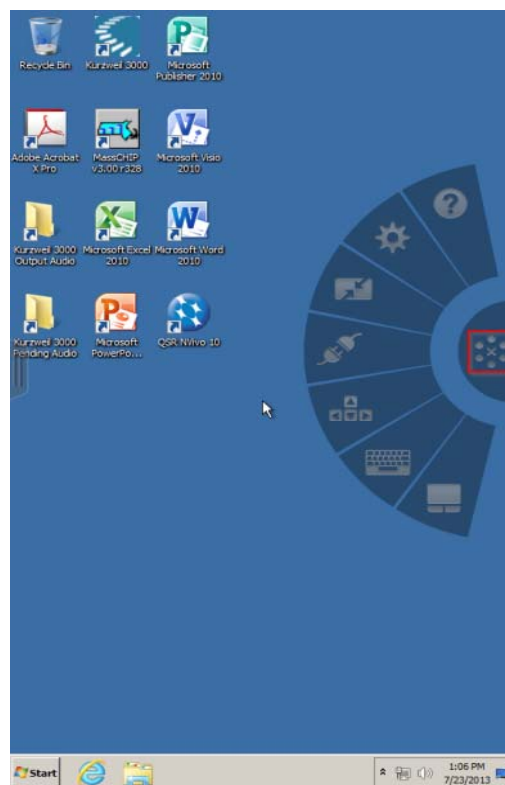 Recycle Bin
Kurzweil 3000
Microsoft
Publisher 2010
Adobe Acrobat
X Pro
MassCHIP
v3.00 r328
Microsoft Visio
2010
Kurzweil 3000
Output Audio
Microsoft Excel
2010
Microsoft Word
2010
Kurzweil 3000
Pending Audio
Microsoft
PowerPo...
QSR NVivo 10
Start
1:06 PM
7/23/2013